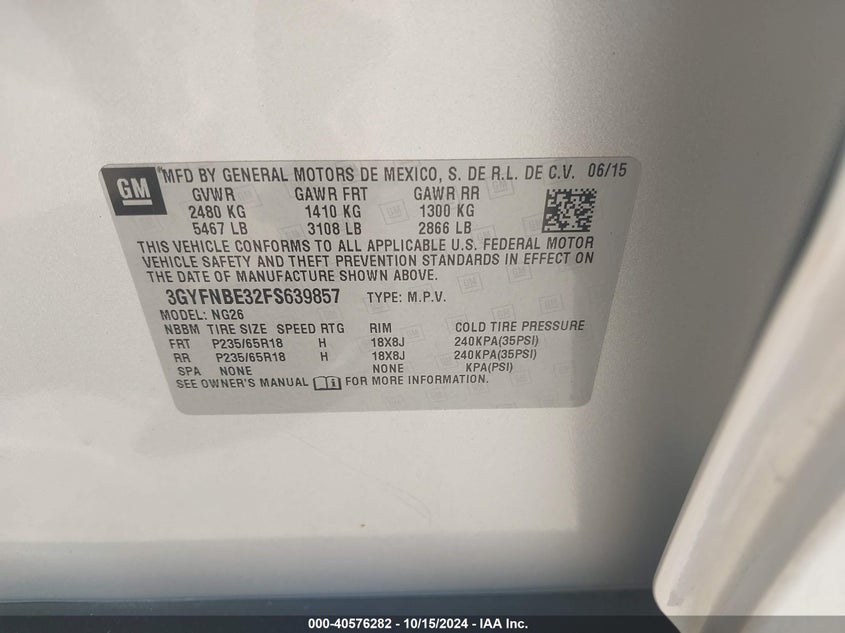 GM ® MFD BY GENERAL MOTORS DE MEXICO, S. DE R.L. DE C.V. 06/15
GVWR GAWR FRT GAWR RR
2480 KG 1410 KG 1300 KG
5467 LB 3108 LB 2866 LB
THIS VEHICLE CONFORMS TO ALL APPLICABLE U.S. FEDERAL MOTOR
VEHICLE SAFETY AND THEFT PREVENTION STANDARDS IN EFFECT ON
THE DATE OF MANUFACTURE SHOWN ABOVE.
3GYFNBE32FS639857 TYPE: M.P.V.
MODEL: NG26
NBBM TIRE SIZE SPEED RTG RIM COLD TIRE PRESSURE
FRT P235/65R18 H 18X8J 240KPA(35PSI)
RR P235/65R18 H 18X8J 240KPA(35PSI)
SPA NONE NONE KPA(PSI)
SEE OWNER'S MANUAL FOR MORE INFORMATION.
000-40576282 - 10/15/2024 - IAA Inc.